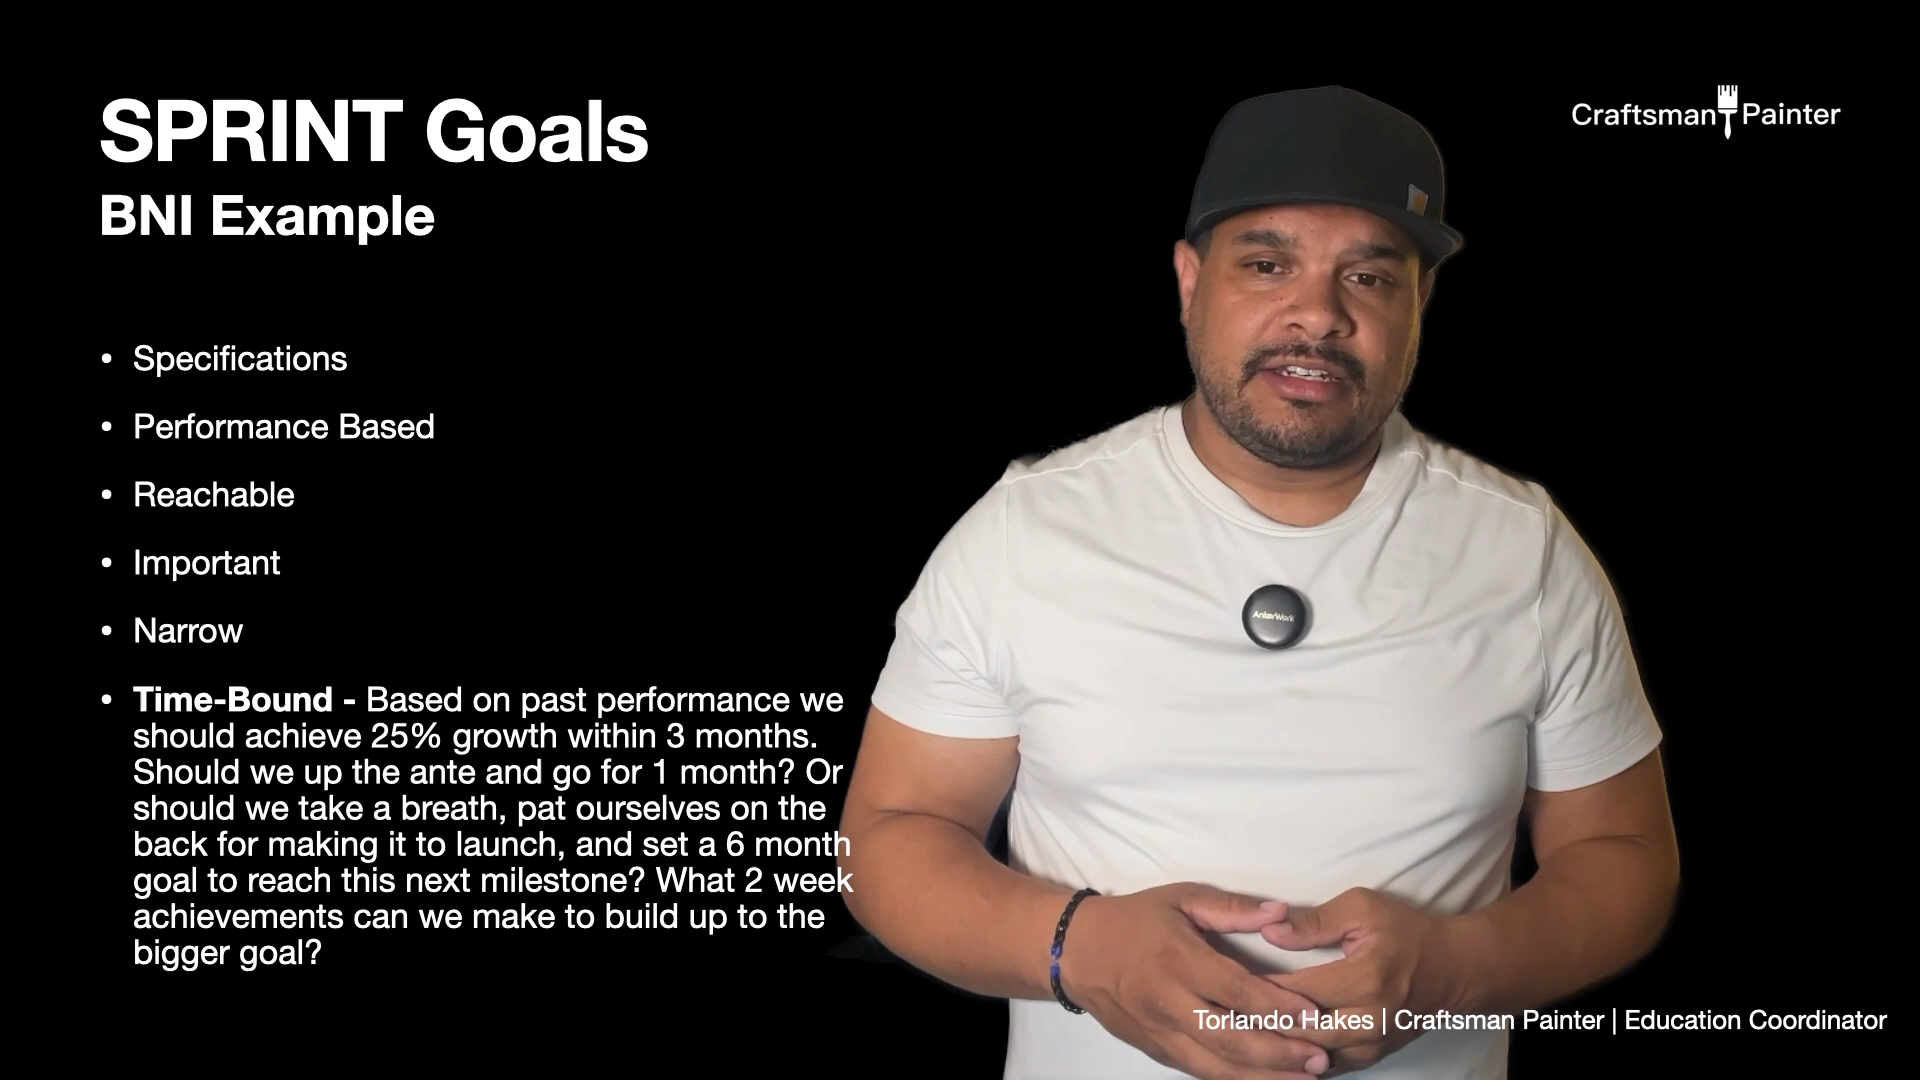 SPRINT Goals
BNI Example
Craftsman Painter
• Specifications
• Performance Based
• Reachable
• Important
• Narrow
• Time-Bound - Based on past performance we
should achieve 25% growth within 3 months.
Should we up the ante and go for 1 month? Or
should we take a breath, pat ourselves on the
back for making it to launch, and set a 6 month
goal to reach this next milestone? What 2 week
achievements can we make to build up to the
bigger goal?
AnkerWork
Torlando Hakes | Craftsman Painter | Education Coordinator